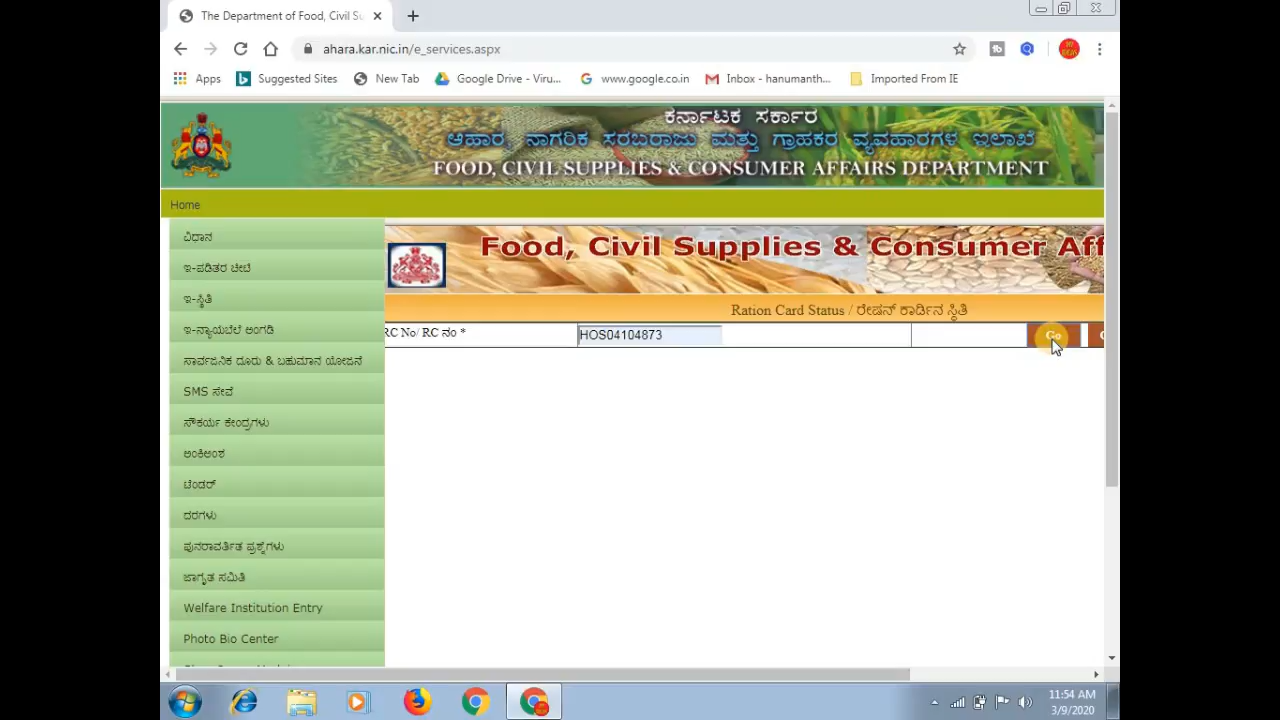 The Department of Food, Civil Su
ahara.kar.nic.in/e_services.aspx
Apps Suggested Sites New Tab Google Drive - Viru... www.google.co.in Inbox - hanumanth... Imported From IE
ಕರ್ನಾಟಕ ಸರ್ಕಾರ
ಆಹಾರ, ನಾಗರಿಕ ಸರಬರಾಜು ಮತ್ತು ಗ್ರಾಹಕರ ವ್ಯವಹಾರಗಳ ಇಲಾಖೆ
FOOD, CIVIL SUPPLIES & CONSUMER AFFAIRS DEPARTMENT
Home
Food, Civil Supplies & Consumer Aff
Ration Card Status / ರೇಷನ್ ಕಾರ್ಡಿನ ಸ್ಥಿತಿ
RC No/ RC ನಂ * HOS04104873 Go
ವಿಧಾನ
ಇ-ಪಡಿತರ ಚೀಟಿ
ಇ-ಸ್ಥಿತಿ
ಇ-ನ್ಯಾಯಬೆಲೆ ಅಂಗಡಿ
ಸಾರ್ವಜನಿಕ ದೂರು & ಬಹುಮಾನ ಯೋಜನೆ
SMS ಸೇವೆ
ಸೌಕರ್ಯ ಕೇಂದ್ರಗಳು
ಅಂಕಿಅಂಶ
ಟೆಂಡರ್
ದರಗಳು
ಪುನರಾವರ್ತಿತ ಪ್ರಶ್ನೆಗಳು
ಜಾಗೃತ ಸಮಿತಿ
Welfare Institution Entry
Photo Bio Center
11:54 AM
3/9/2020